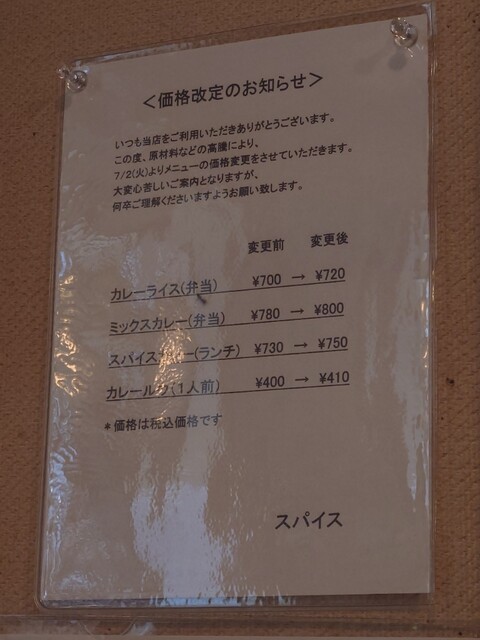 ＜価格改定のお知らせ＞
いつも当店をご利用いただきありがとうございます。
この度、原材料などの高騰により、
7/2(火)よりメニューの価格変更をさせていただきます。
大変心苦しいご案内となりますが、
何卒ご理解くださいますようお願い致します。
変更前 変更後
カレーライス(弁当) ¥700 → ¥720
ミックスカレー(弁当) ¥780 → ¥800
スパイスカレー(ランチ) ¥730 → ¥750
カレールウ(1人前) ¥400 → ¥410
＊価格は税込価格です
スパイス